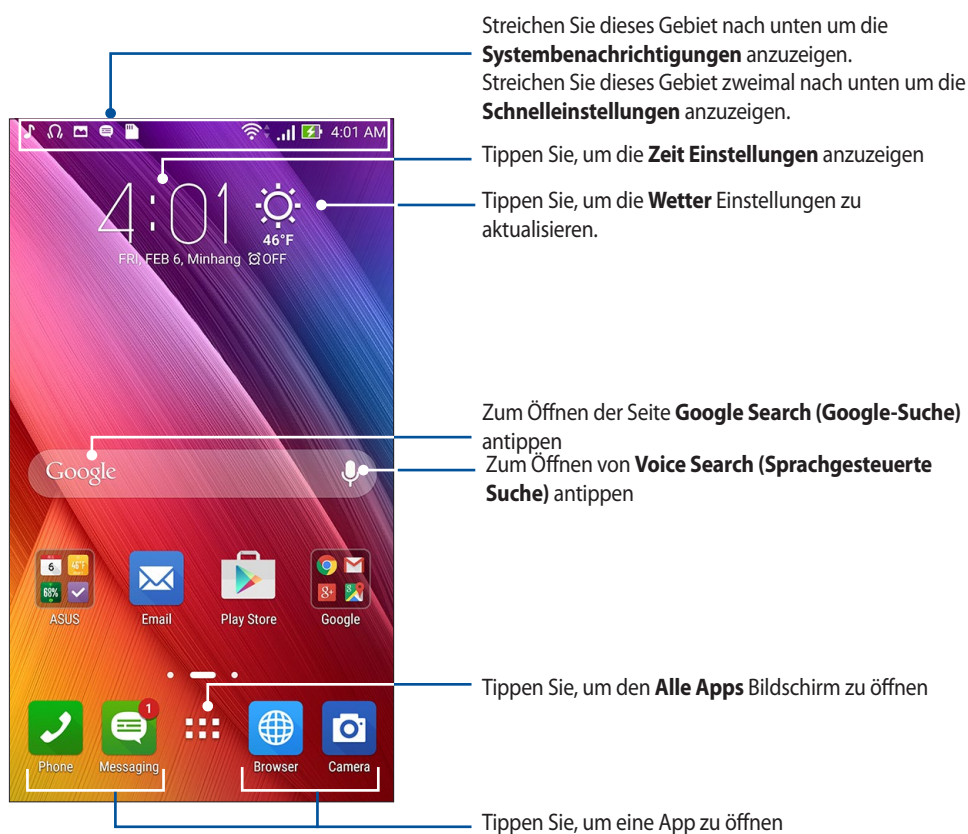 Streichen Sie dieses Gebiet nach unten um die
Systembenachrichtigungen anzuzeigen.
Streichen Sie dieses Gebiet zweimal nach unten um die
Schnelleinstellungen anzuzeigen.
4:01 AM
Tippen Sie, um die Zeit Einstellungen anzuzeigen
4:01
Tippen Sie, um die Wetter Einstellungen zu
aktualisieren.
46°F
FRI, FEB 6, Minhang OFF
Zum Öffnen der Seite Google Search (Google-Suche)
antippen
Google
Zum Öffnen von Voice Search (Sprachgesteuerte
Suche) antippen
6 46°F
68% 8+
ASUS Email Play Store Google
Tippen Sie, um den Alle Apps Bildschirm zu öffnen
1
Phone Messaging Browser Camera
Tippen Sie, um eine App zu öffnen